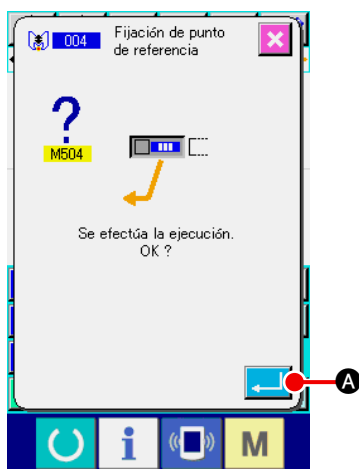 004
Fijación de punto
de referencia
?
M504
Se efectúa la ejecución.
OK ?
A
i
M